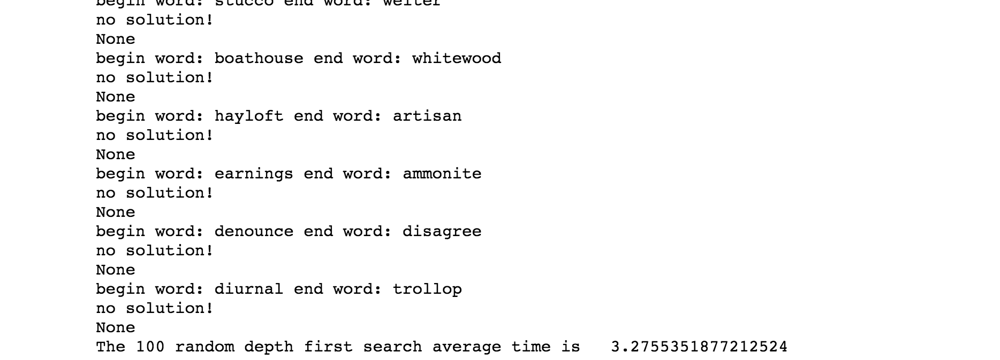 begin word: stucco end word: welter
no solution!
None
begin word: boathouse end word: whitewood
no solution!
None
begin word: hayloft end word: artisan
no solution!
None
begin word: earnings end word: ammonite
no solution!
None
begin word: denounce end word: disagree
no solution!
None
begin word: diurnal end word: trollop
no solution!
None
The 100 random depth first search average time is 3.2755351877212524